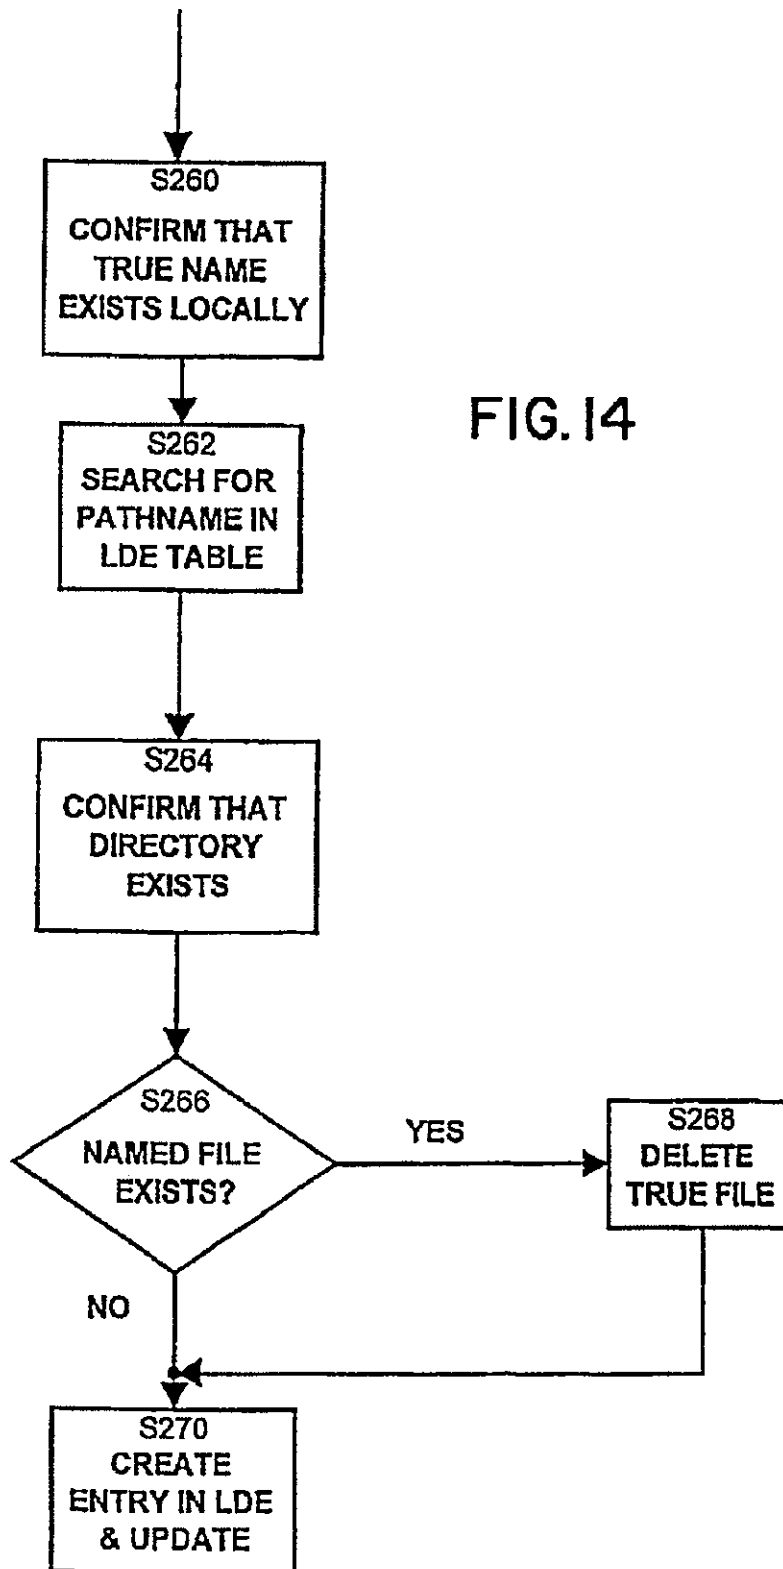 S260
CONFIRM THAT
TRUE NAME
EXISTS LOCALLY
FIG. 14
S262
SEARCH FOR
PATHNAME IN
LDE TABLE
S264
CONFIRM THAT
DIRECTORY
EXISTS
S266
NAMED FILE
EXISTS?
YES
S268
DELETE
TRUE FILE
NO
S270
CREATE
ENTRY IN LDE
& UPDATE